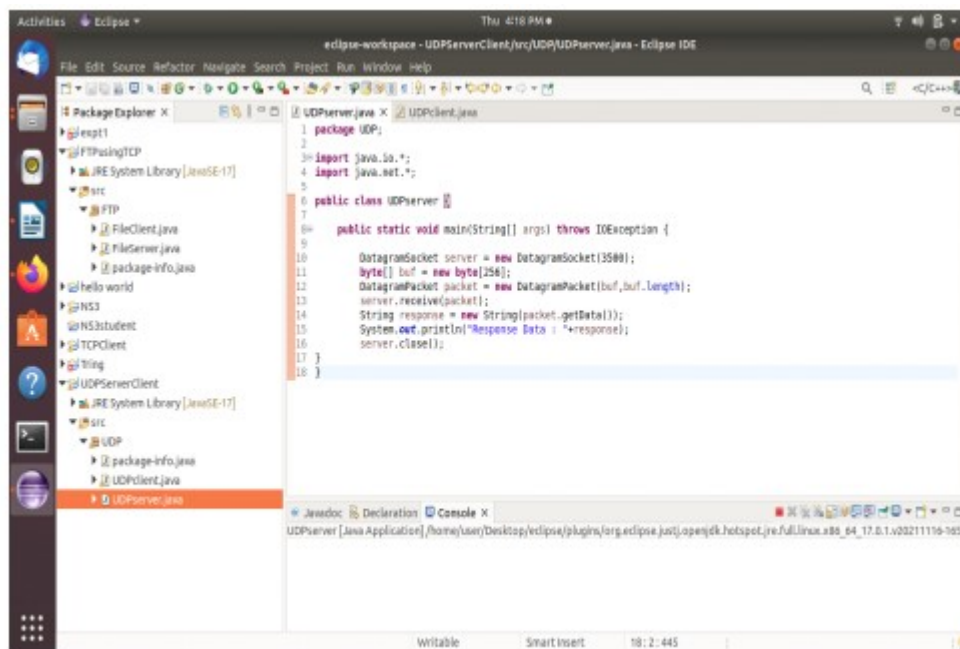 Activities Eclipse Thu 4:18 PM
eclipse-workspace - UDPServerClient/src/UDP/UDPserver.java - Eclipse IDE
File Edit Source Refactor Navigate Search Project Run Window Help
<C/C++>
Package Explorer
expt1
FTPusingTCP
JRE System Library [JavaSE-17]
src
FTP
FileClient.java
FileServer.java
package-info.java
hello world
NS3
NS3student
TCPClient
Tring
UDPServerClient
JRE System Library [JavaSE-17]
src
UDP
package-info.java
UDPclient.java
UDPserver.java
UDPserver.java UDPclient.java
1 package UDP;
2
3 import java.io.*;
4 import java.net.*;
5
6 public class UDPserver {
7
8 public static void main(String[] args) throws IOException {
9
10 DatagramSocket server = new DatagramSocket(3500);
11 byte[] buf = new byte[256];
12 DatagramPacket packet = new DatagramPacket(buf,buf.length);
13 server.receive(packet);
14 String response = new String(packet.getData());
15 System.out.println("Response Data : "+response);
16 server.close();
17 }
18 }
Javadoc Declaration Console
UDPserver [Java Application] /home/user/Desktop/eclipse/plugins/org.eclipse.justj.openjdk.hotspot.jre.full.linux.x86_64_17.0.1.v20211116-165
Writable Smart Insert 18:2:445